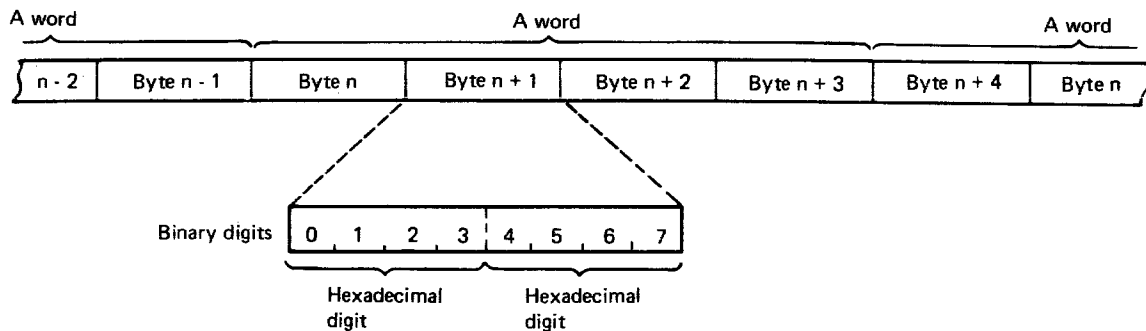 A word A word A word
n - 2 Byte n - 1 Byte n Byte n + 1 Byte n + 2 Byte n + 3 Byte n + 4 Byte n
Binary digits 0 1 2 3 4 5 6 7
Hexadecimal Hexadecimal
digit digit